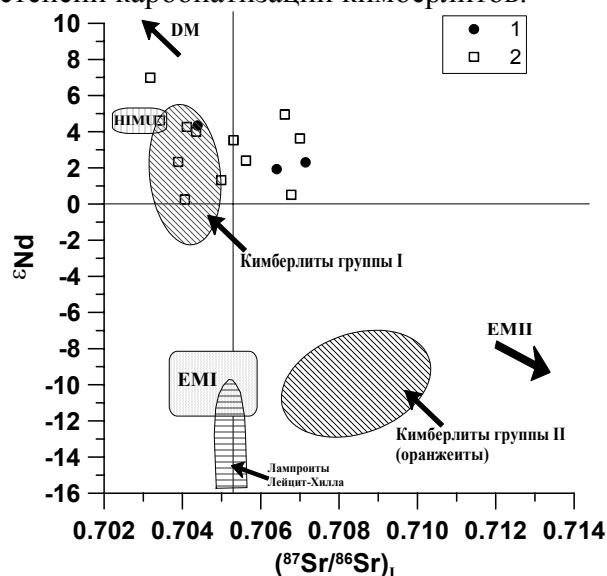 степени карбонатизации кимберлитов.
10
8
6
4
2
0
-2
-4
-6
-8
-10
-12
-14
-16
εNd
DM
1
2
HIMU
Кимберлиты группы I
EMII
EMI
Кимберлиты группы II
(оранжеиты)
Лампроиты
Лейцит-Хилла
0.702 0.704 0.706 0.708 0.710 0.712 0.714
(⁸⁷Sr/⁸⁶Sr)I